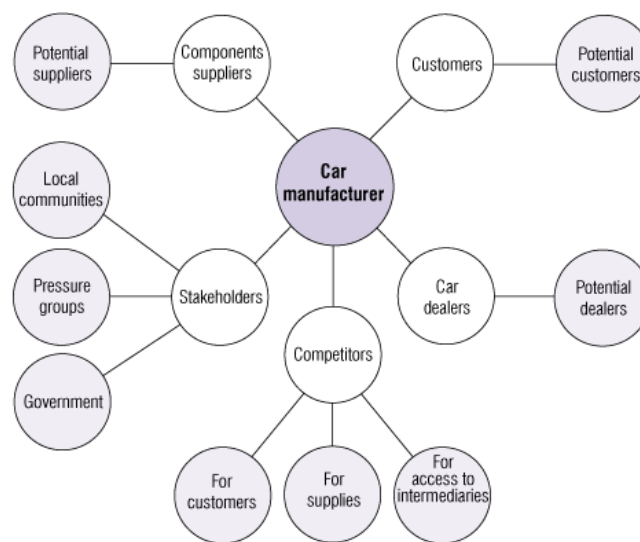 Potential
suppliers
Components
suppliers
Customers
Potential
customers
Car
manufacturer
Local
communities
Pressure
groups
Stakeholders
Government
Car
dealers
Potential
dealers
Competitors
For
customers
For
supplies
For
access to
intermediaries